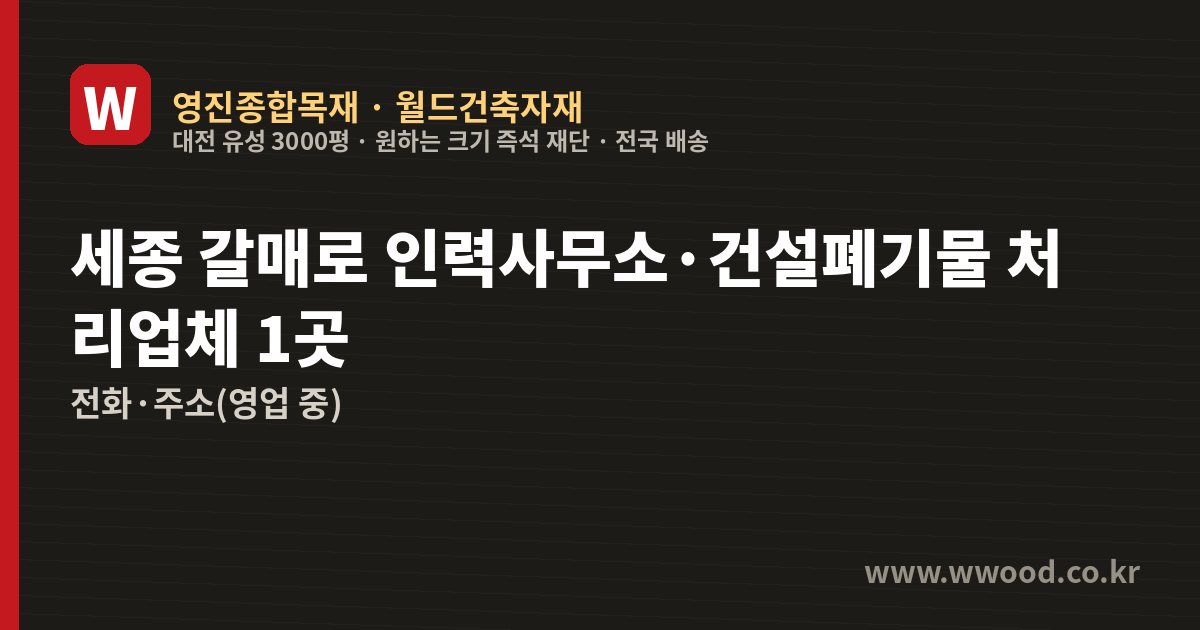 W
영진종합목재 · 월드건축자재
대전 유성 3000평 · 원하는 크기 즉석 재단 · 전국 배송
세종 갈매로 인력사무소·건설폐기물 처
리업체 1곳
전화·주소(영업 중)
www.wwood.co.kr